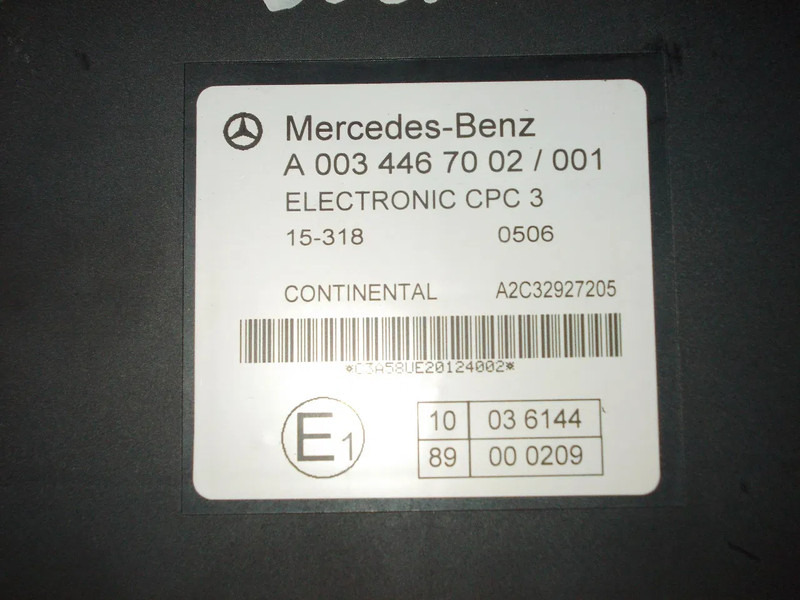 Mercedes-Benz
A 003 446 70 02 / 001
ELECTRONIC CPC 3
15-318 0506
CONTINENTAL A2C32927205
*C3A58UE20124002*
E1
10 03 6144
89 00 0209